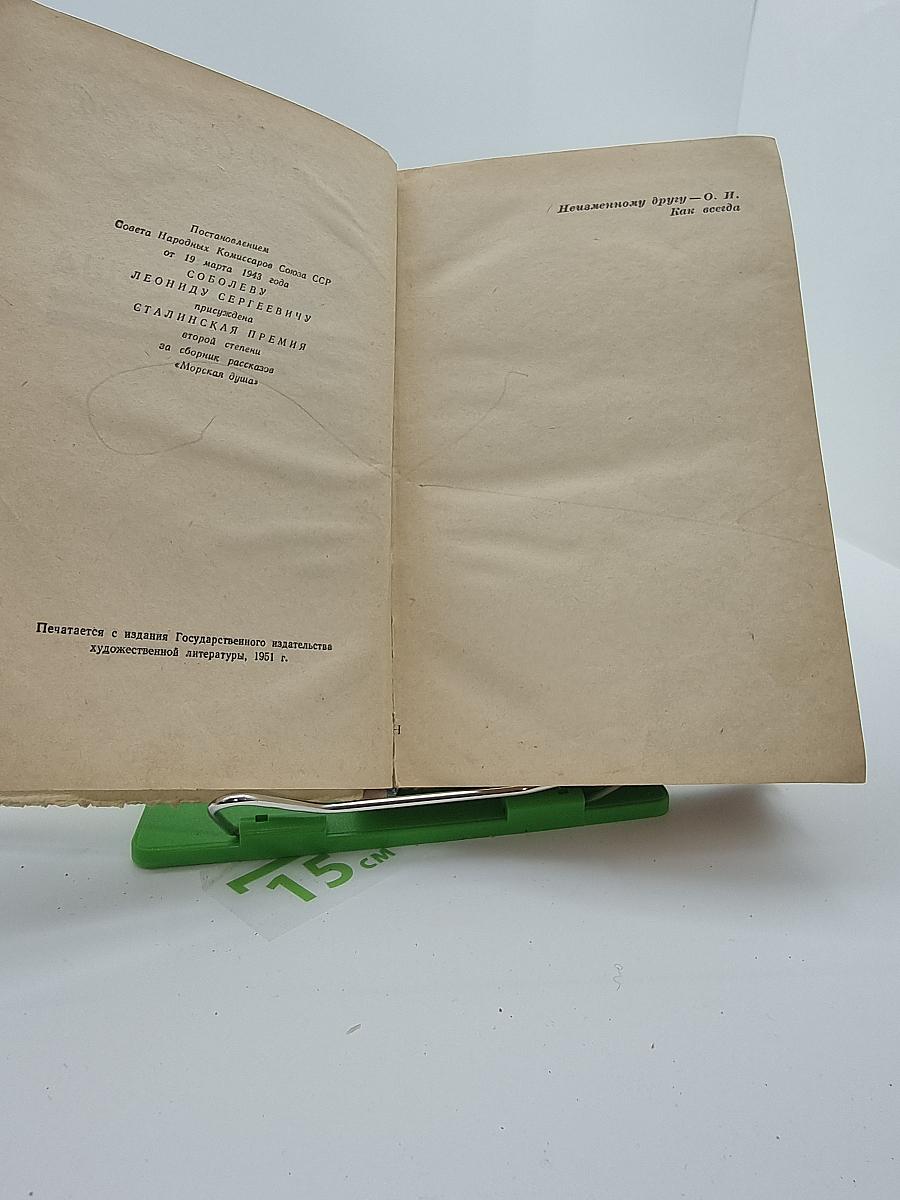 Постановлением
Совета Народных Комиссаров Союза ССР
от 19 марта 1943 года
СОБОЛЕВУ
ЛЕОНИДУ СЕРГЕЕВИЧУ
присуждена
СТАЛИНСКАЯ ПРЕМИЯ
второй степени
за сборник рассказов
«Морская душа»
Печатается с издания Государственного издательства
художественной литературы, 1951 г.
Неизменному другу — О. И.
Как всегда
15 см